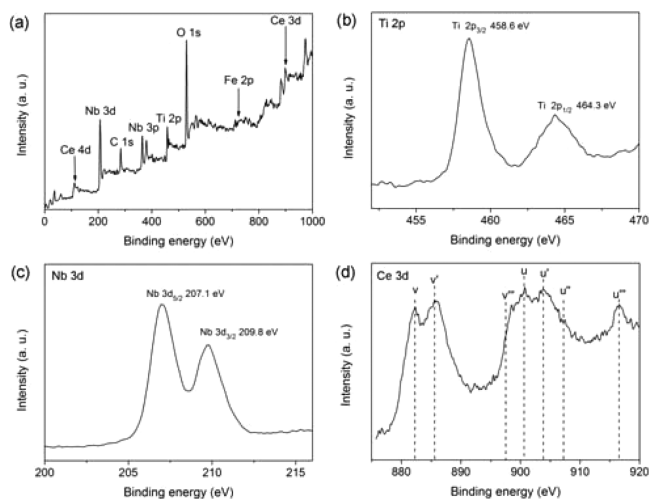 (a)
Ce 3d
O 1s
Fe 2p
Nb 3d
Nb 3p
Ti 2p
C 1s
Ce 4d
Intensity (a. u.)
0 200 400 600 800 1000
Binding energy (eV)
(b)
Ti 2p
Ti 2p3/2 458.6 eV
Ti 2p1/2 464.3 eV
Intensity (a. u.)
455 460 465 470
Binding energy (eV)
(c)
Nb 3d
Nb 3d5/2 207.1 eV
Nb 3d3/2 209.8 eV
Intensity (a. u.)
200 205 210 215
Binding energy (eV)
(d)
Ce 3d
v v' v''' u u' u'' u'''
Intensity (a. u.)
880 890 900 910 920
Binding energy (eV)